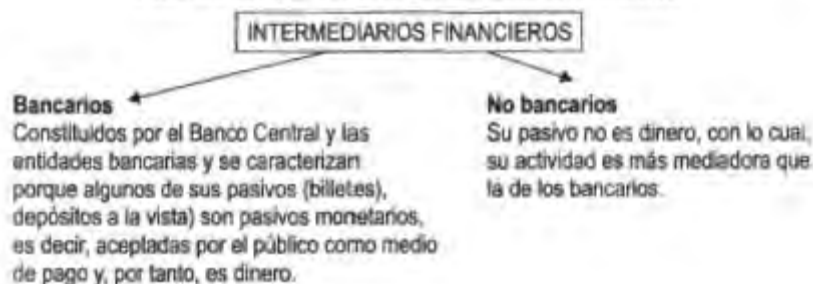 INTERMEDIARIOS FINANCIEROS
Bancarios
Constituidos por el Banco Central y las
entidades bancarias y se caracterizan
porque algunos de sus pasivos (billetes),
depósitos a la vista) son pasivos monetarios,
es decir, aceptadas por el público como medio
de pago y, por tanto, es dinero.
No bancarios
Su pasivo no es dinero, con lo cual,
su actividad es más mediadora que
la de los bancarios.